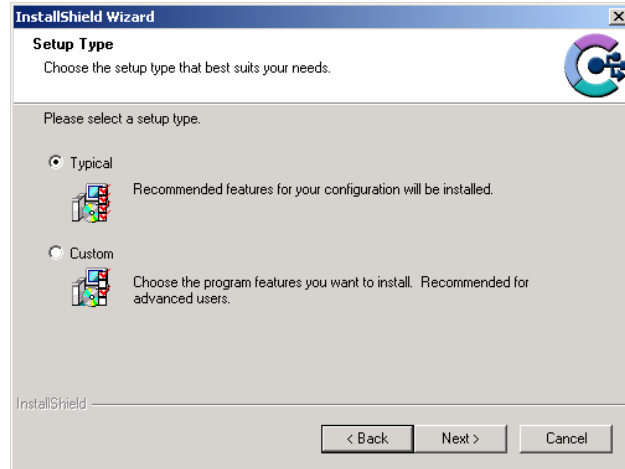 InstallShield Wizard
Setup Type
Choose the setup type that best suits your needs.
Please select a setup type.
Typical
Recommended features for your configuration will be installed.
Custom
Choose the program features you want to install. Recommended for
advanced users.
InstallShield
< Back Next > Cancel